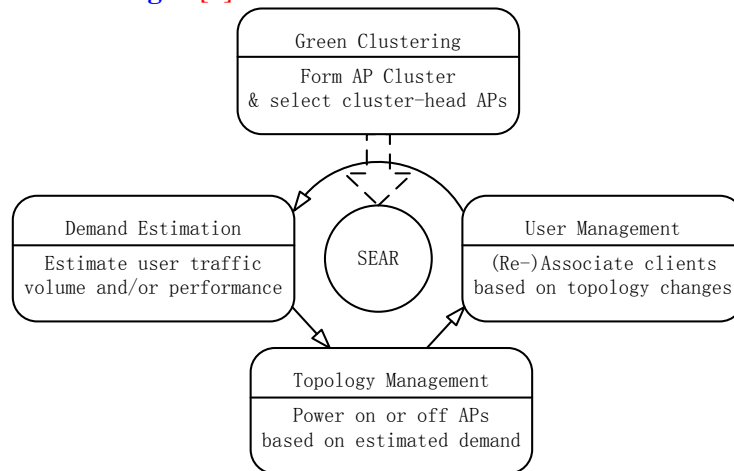 Green Clustering
Form AP Cluster
& select cluster-head APs
Demand Estimation
Estimate user traffic
volume and/or performance
SEAR
User Management
(Re-)Associate clients
based on topology changes
Topology Management
Power on or off APs
based on estimated demand